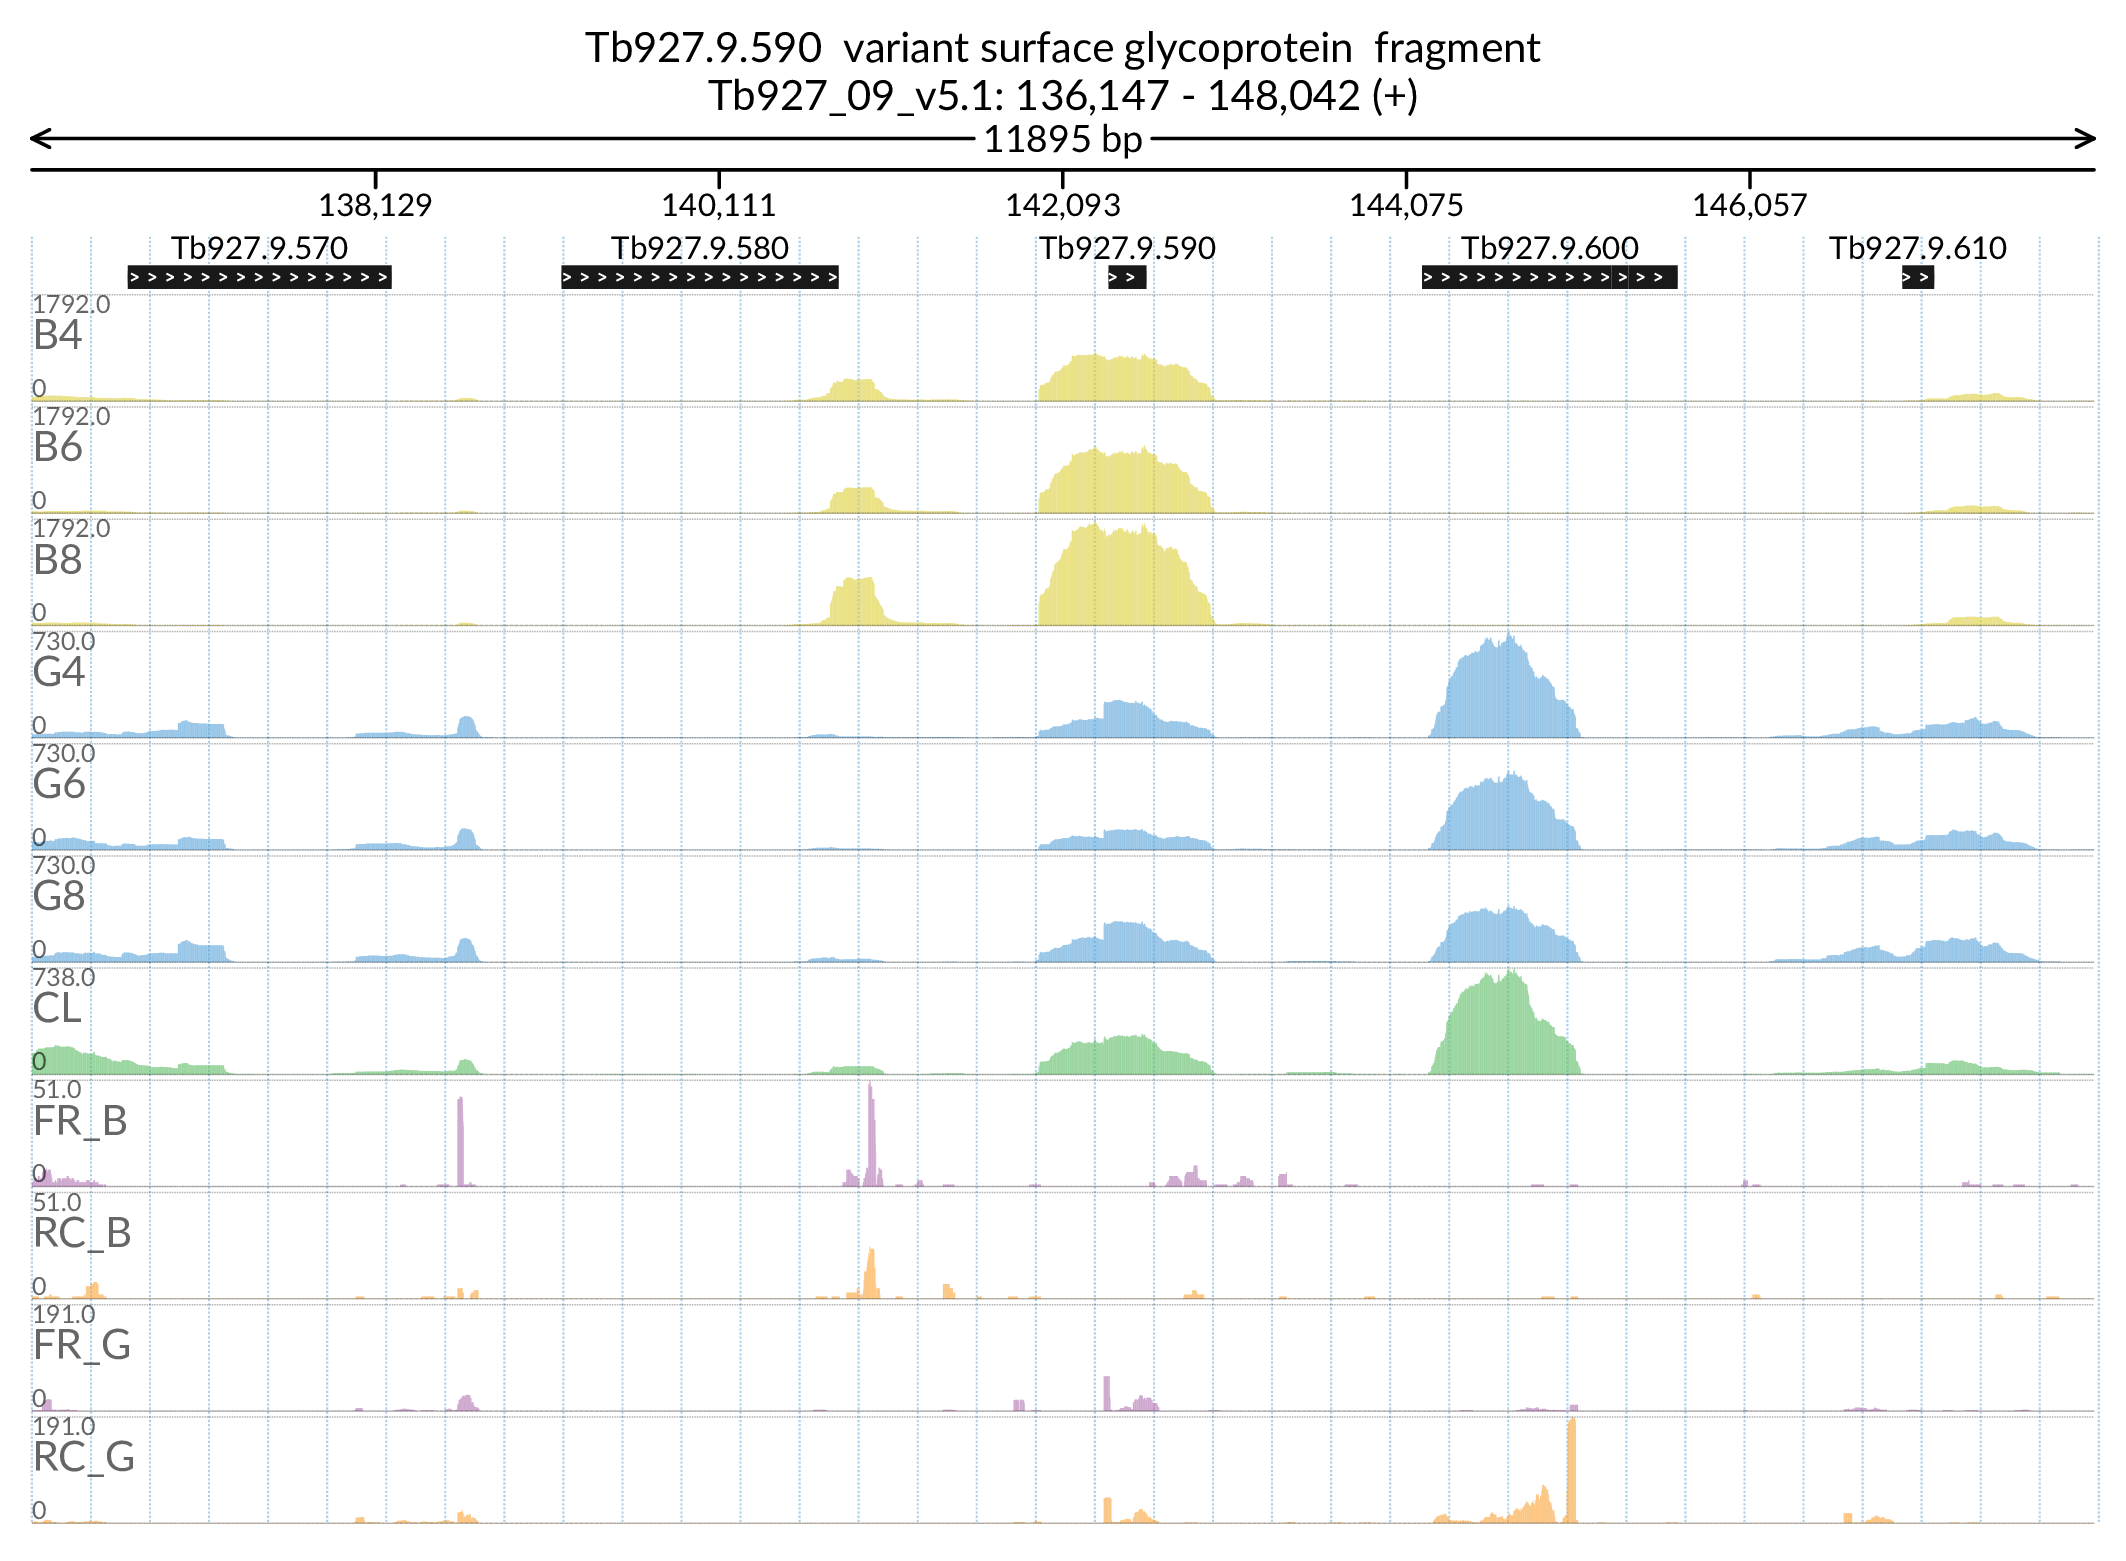 Tb927.9.590 variant surface glycoprotein fragment
Tb927_09_v5.1: 136,147 - 148,042 (+)
11895 bp
138,129 140,111 142,093 144,075 146,057
Tb927.9.570 Tb927.9.580 Tb927.9.590 Tb927.9.600 Tb927.9.610
1792.0
B4
0
1792.0
B6
0
1792.0
B8
0
730.0
G4
0
730.0
G6
0
730.0
G8
0
738.0
CL
0
51.0
FR_B
0
51.0
RC_B
0
191.0
FR_G
0
191.0
RC_G
0